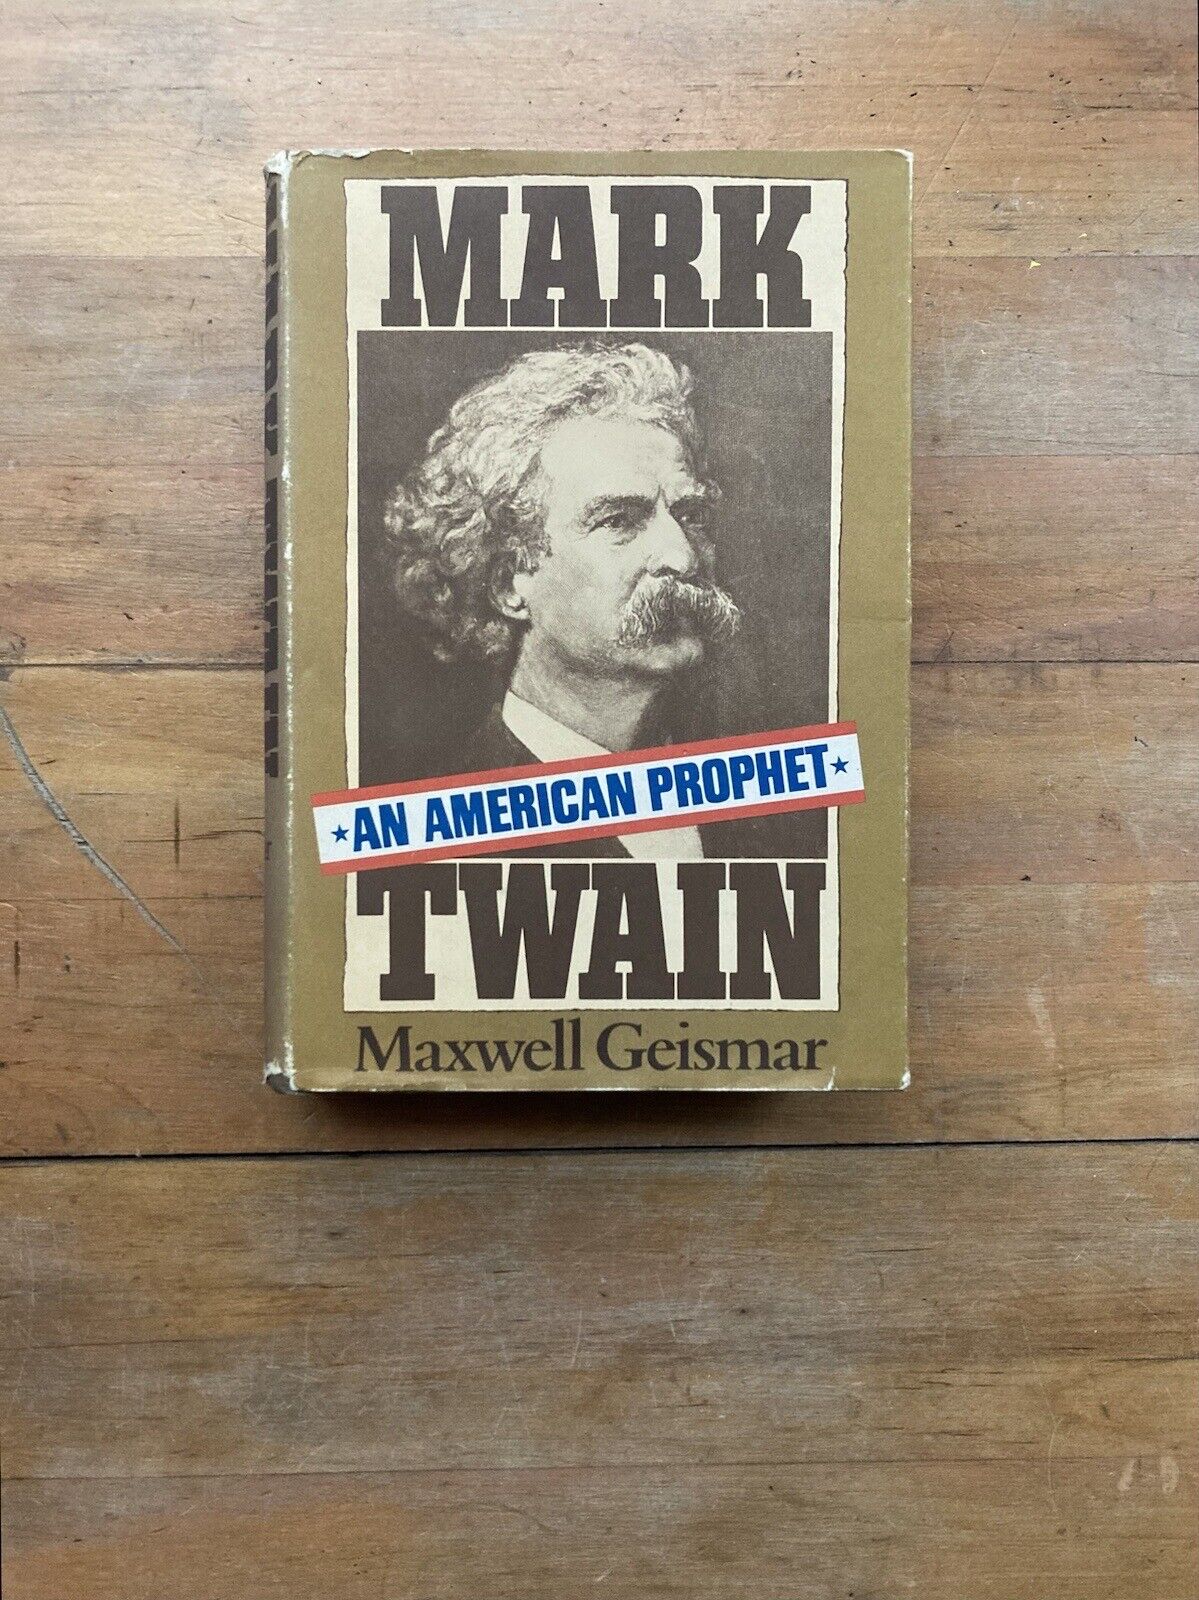 MARK
★AN AMERICAN PROPHET★
TWAIN
Maxwell Geismar